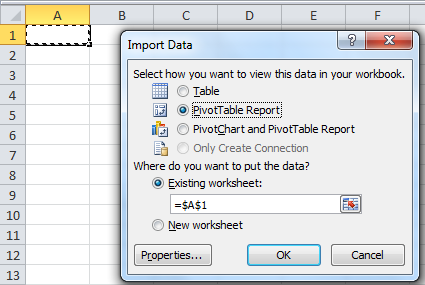 A B C D E F
1
2
3
4
5
6
7
8
9
10
11
12
13
Import Data
?
Select how you want to view this data in your workbook.
Table
PivotTable Report
PivotChart and PivotTable Report
Only Create Connection
Where do you want to put the data?
Existing worksheet:
=$A$1
New worksheet
Properties... OK Cancel